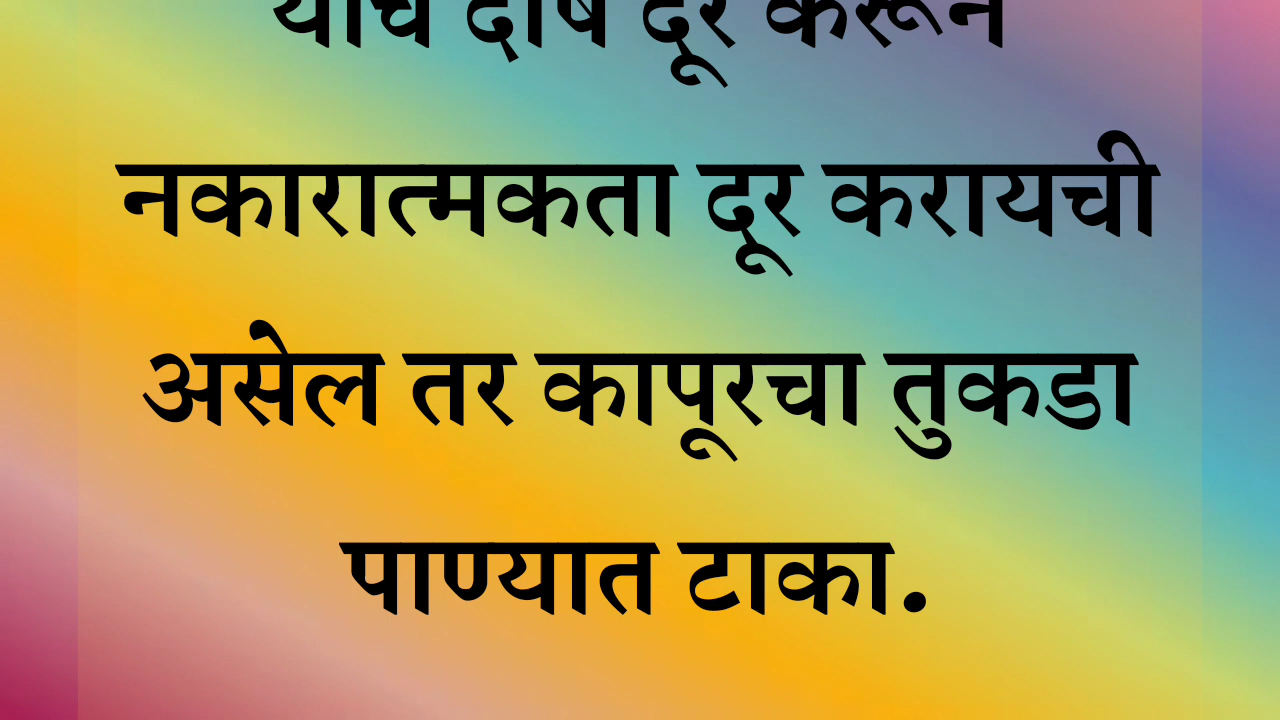 दूर करून
नकारात्मकता दूर करायची
असेल तर कापूरचा तुकडा
पाण्यात टाका.